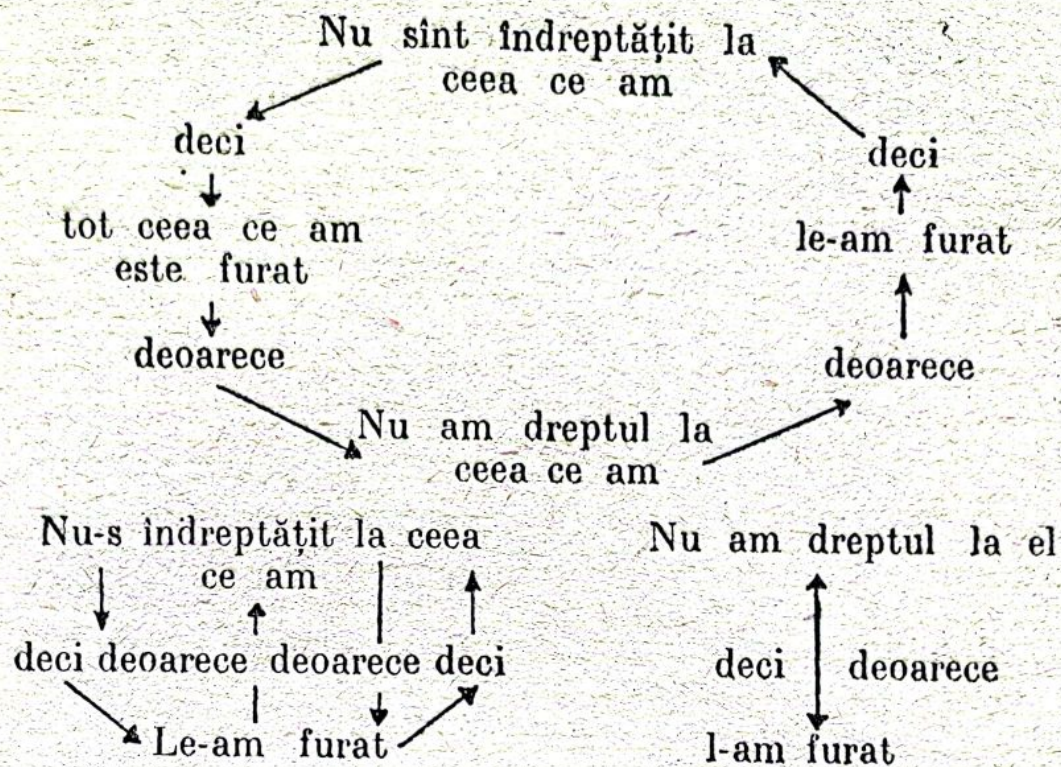 Nu sînt îndreptățit la
ceea ce am
deci
deci
tot ceea ce am
este furat
le-am furat
deoarece
deoarece
Nu am dreptul la
ceea ce am
Nu-s îndreptățit la ceea
ce am
deci deoarece deoarece deci
Le-am furat
Nu am dreptul la el
deci deoarece
l-am furat